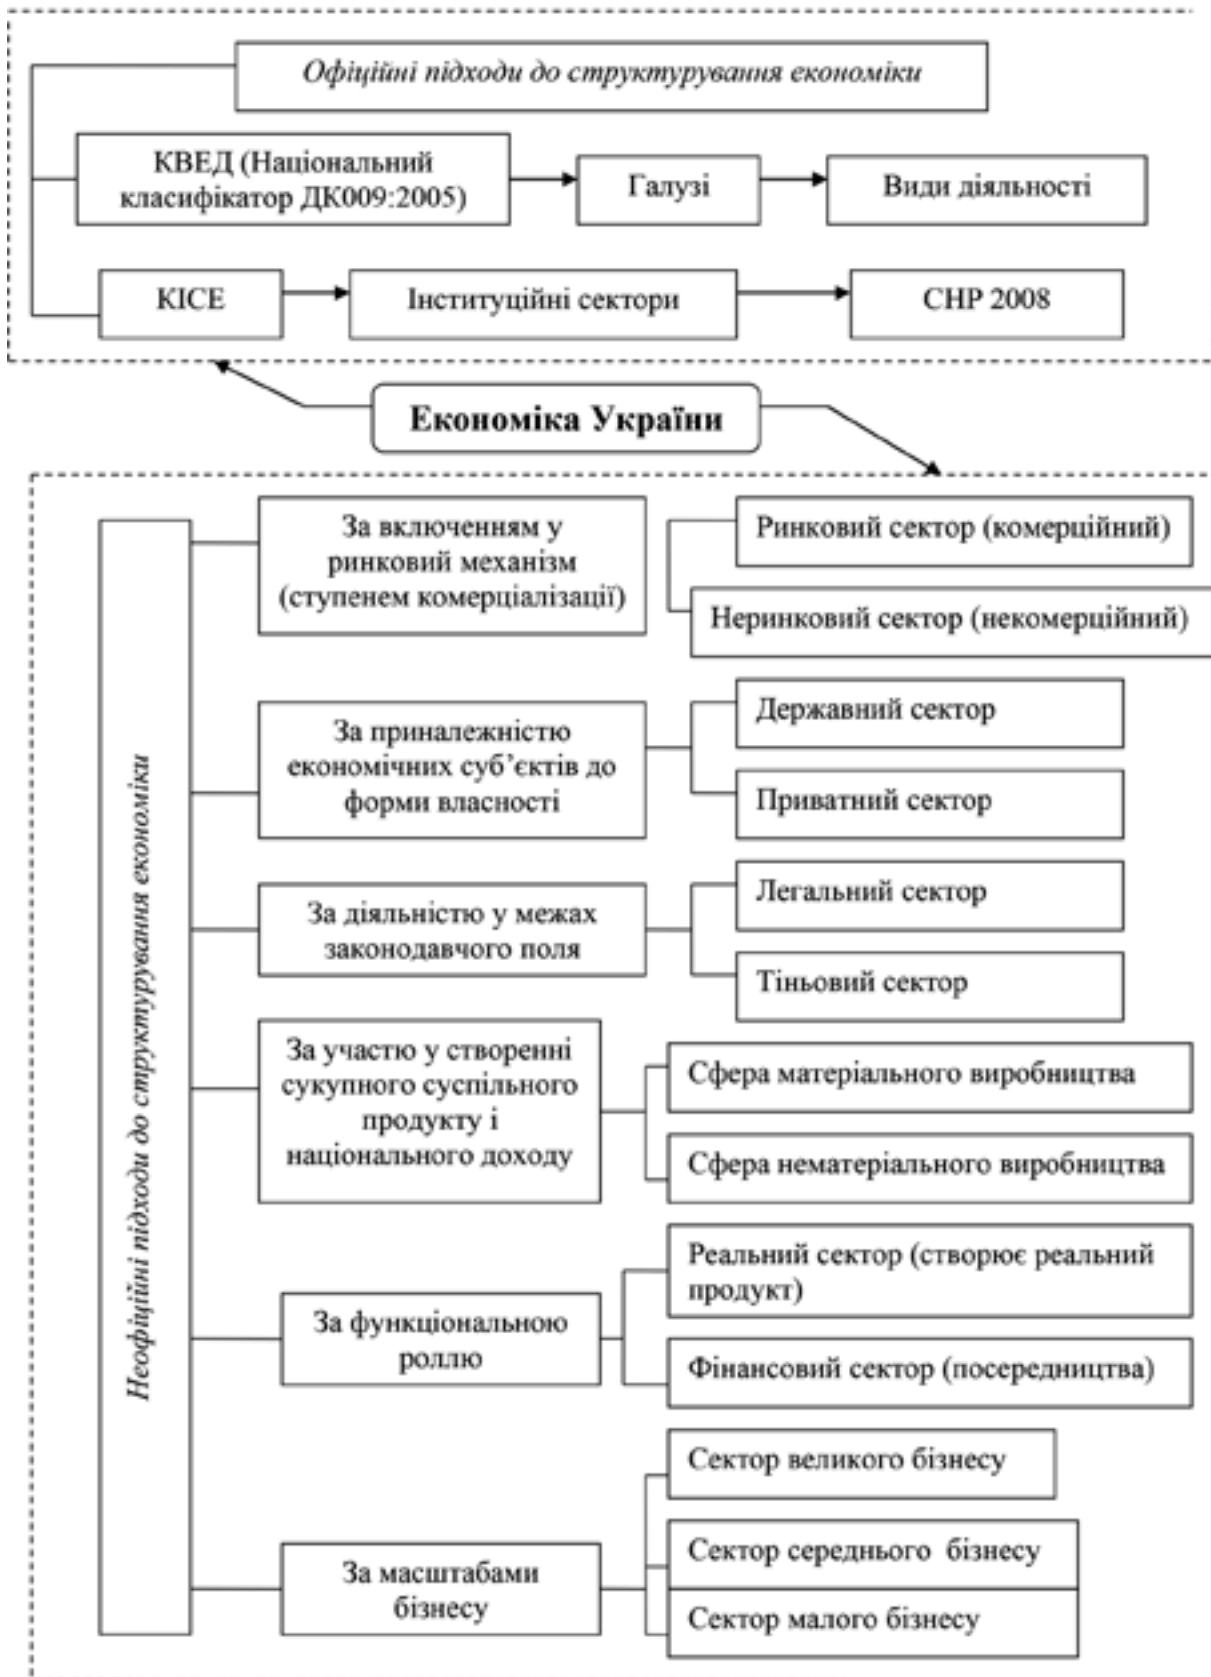 Офіційні підходи до структурування економіки
КВЕД (Національний
класифікатор ДК009:2005)
Галузі
Види діяльності
КІСЕ
Інституційні сектори
СНР 2008
Економіка України
Неофіційні підходи до структурування економіки
За включенням у
ринковий механізм
(ступенем комерціалізації)
Ринковий сектор (комерційний)
Неринковий сектор (некомерційний)
За приналежністю
економічних суб’єктів до
форми власності
Державний сектор
Приватний сектор
За діяльністю у межах
законодавчого поля
Легальний сектор
Тіньовий сектор
За участю у створенні
сукупного суспільного
продукту і
національного доходу
Сфера матеріального виробництва
Сфера нематеріального виробництва
За функціональною
роллю
Реальний сектор (створює реальний
продукт)
Фінансовий сектор (посередництва)
За масштабами
бізнесу
Сектор великого бізнесу
Сектор середнього бізнесу
Сектор малого бізнесу